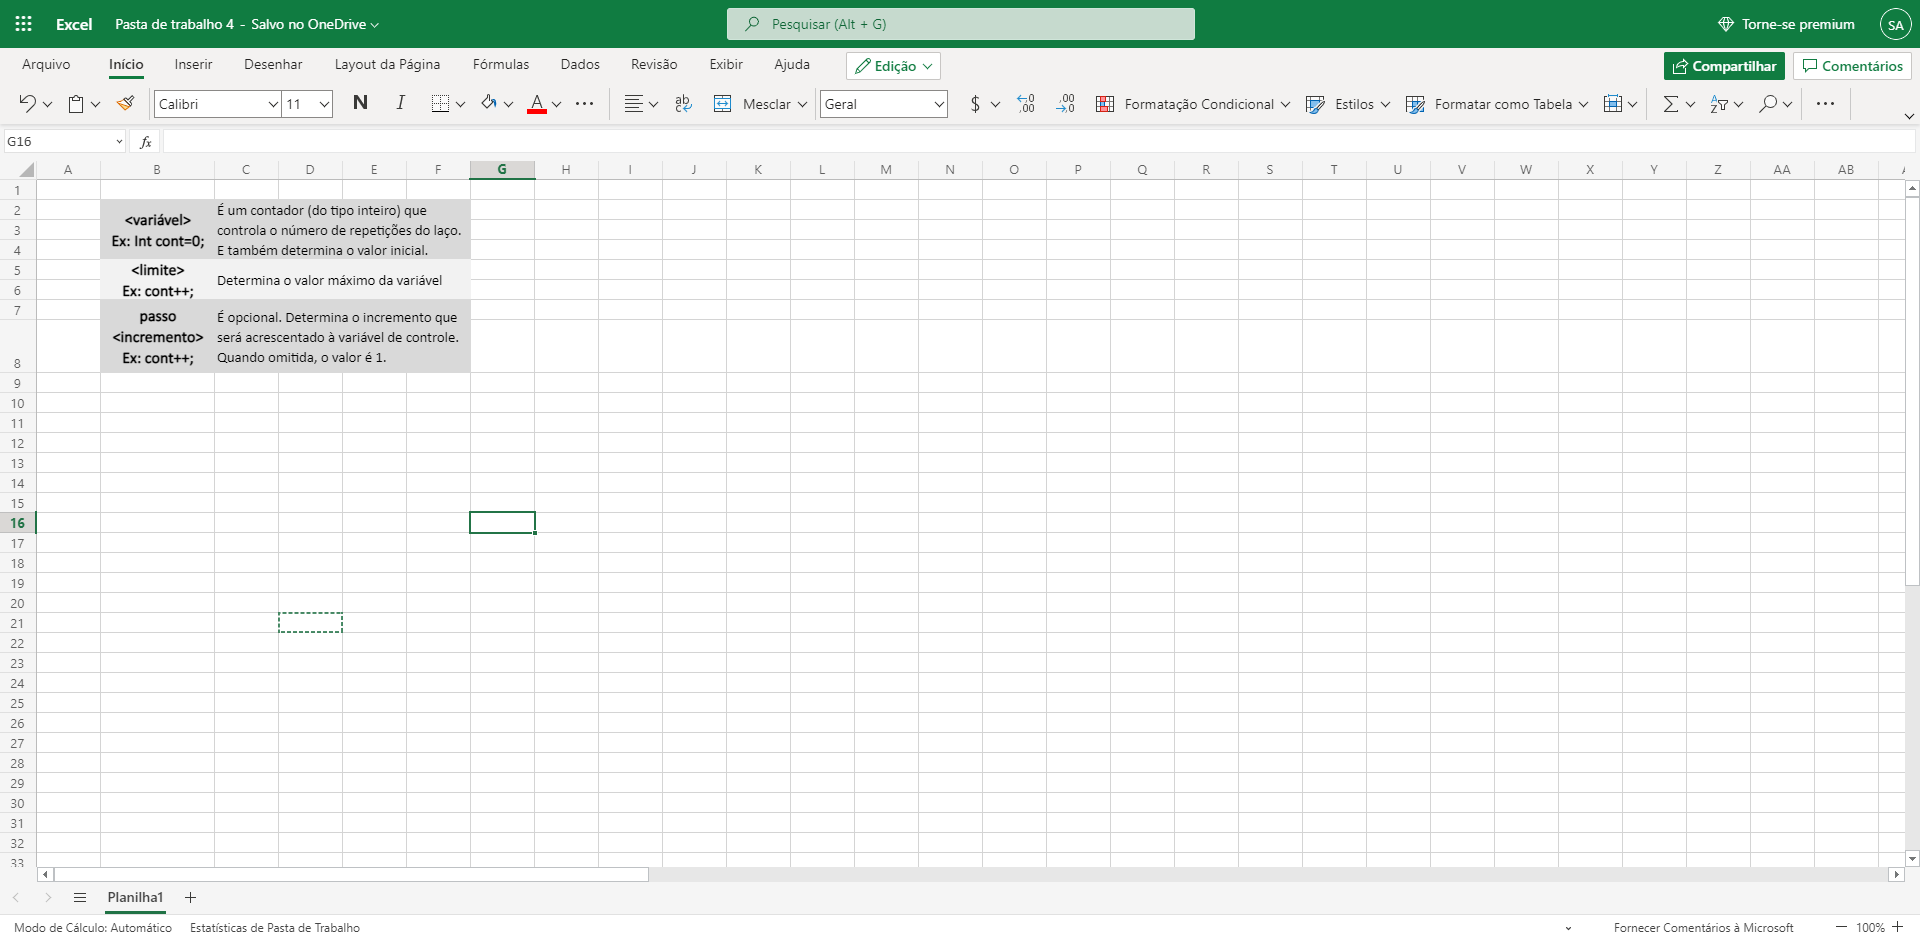 Excel Pasta de trabalho 4 - Salvo no OneDrive Pesquisar (Alt + G) Torne-se premium SA
Arquivo Início Inserir Desenhar Layout da Página Fórmulas Dados Revisão Exibir Ajuda Edição Compartilhar Comentários
Calibri 11 N I A ab Mesclar Geral $ ,00 ,00 Formatação Condicional Estilos Formatar como Tabela
G16 fx
A B C D E F G H I J K L M N O P Q R S T U V W X Y Z AA AB
1
2
3
4
5
6
7
8
9
10
11
12
13
14
15
16
17
18
19
20
21
22
23
24
25
26
27
28
29
30
31
32
33
<variável>
Ex: Int cont=0;
É um contador (do tipo inteiro) que
controla o número de repetições do laço.
E também determina o valor inicial.
<limite>
Ex: cont++;
Determina o valor máximo da variável
passo
<incremento>
Ex: cont++;
É opcional. Determina o incremento que
será acrescentado à variável de controle.
Quando omitida, o valor é 1.
Planilha1
Modo de Cálculo: Automático Estatísticas de Pasta de Trabalho Fornecer Comentários à Microsoft 100%